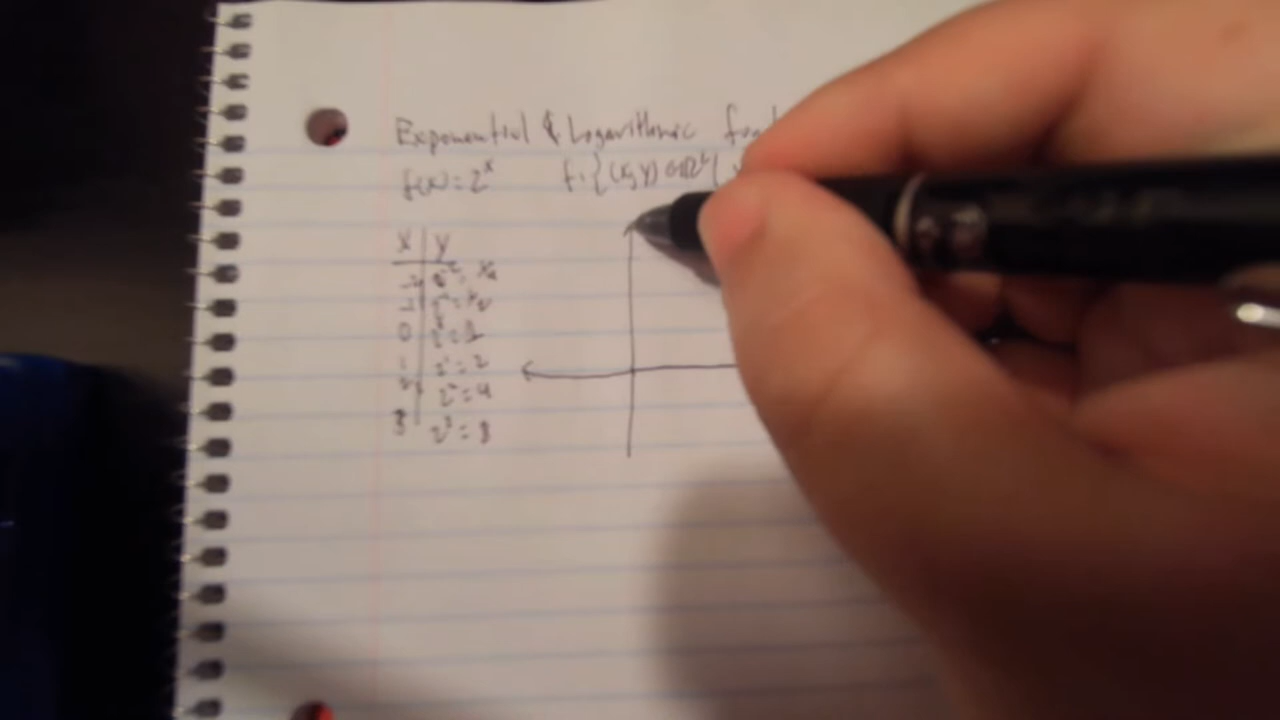 Exponential & Logarithmic
f(x) = 2^x f = {(x, y) ∈ ℝ² |
x | y
-2 | 2^-2 = 1/4
-1 | 2^-1 = 1/2
0 | 2^0 = 1
1 | 2^1 = 2
2 | 2^2 = 4
3 | 2^3 = 8